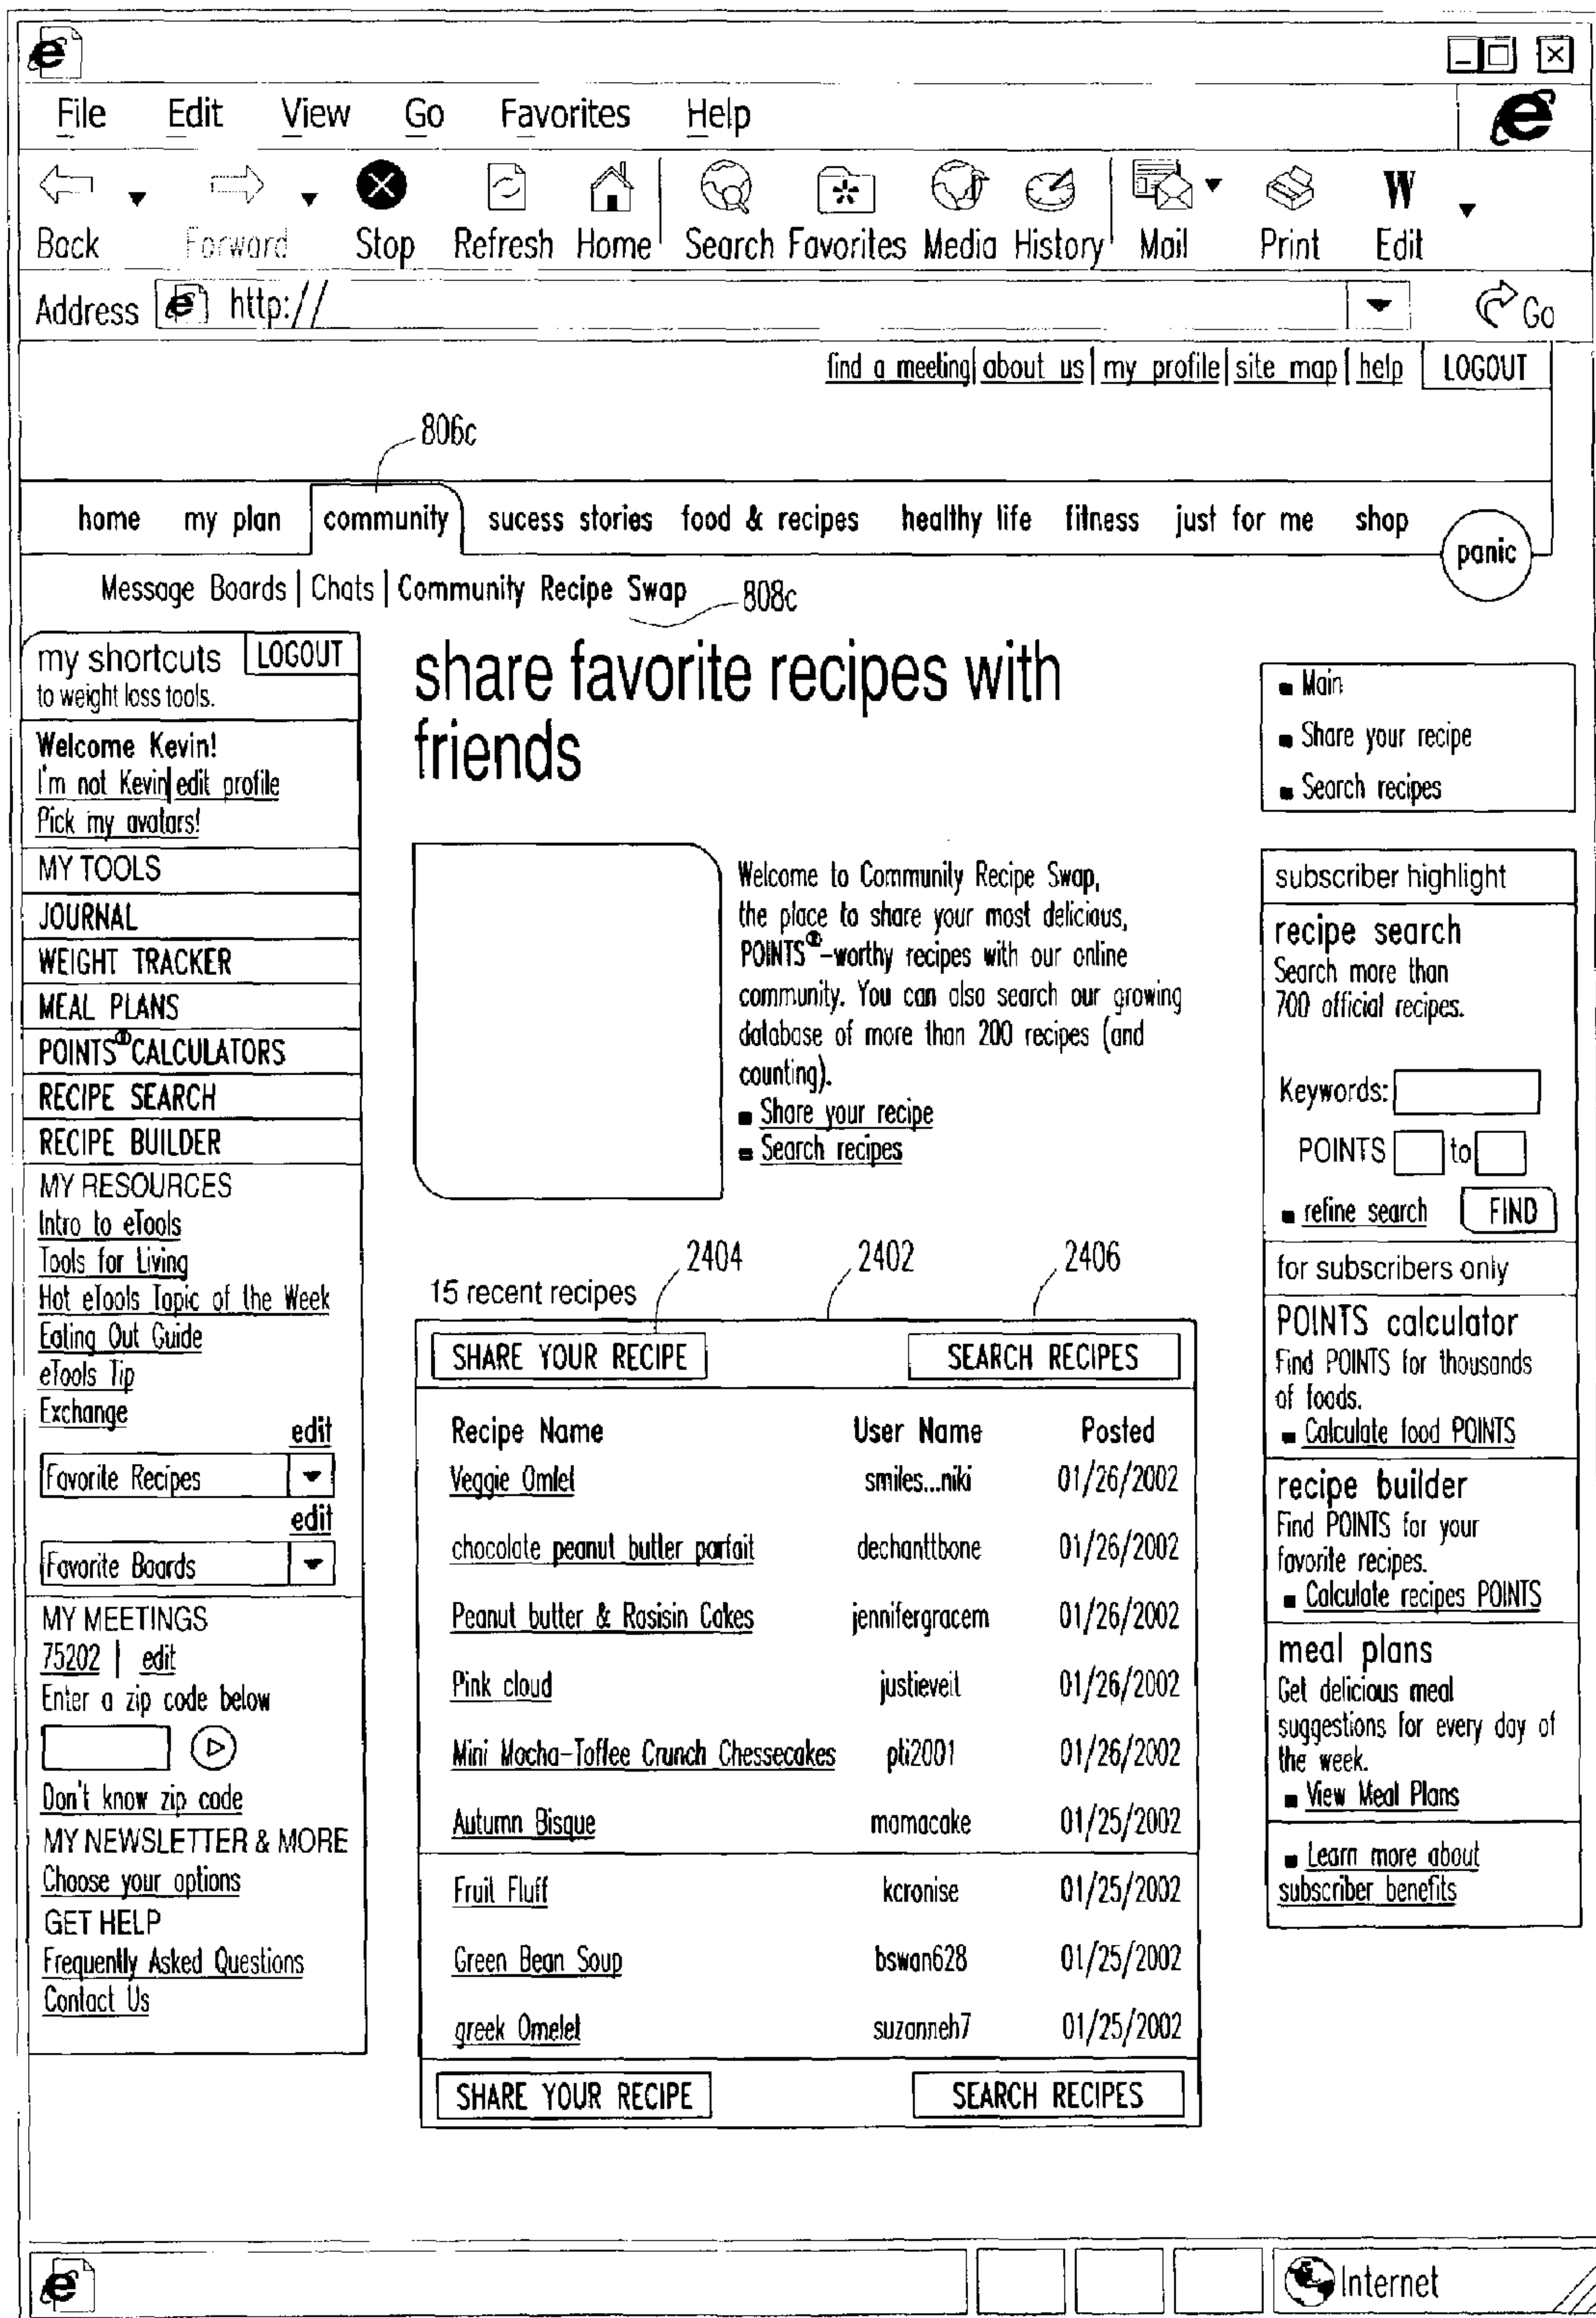 File Edit View Go Favorites Help
Back Forward Stop Refresh Home Search Favorites Media History Mail Print Edit
Address http:// Go
find a meeting | about us | my profile | site map | help LOGOUT
806c
home my plan community sucess stories food & recipes healthy life fitness just for me shop panic
Message Boards | Chats | Community Recipe Swap 808c
my shortcuts LOGOUT
to weight loss tools.
Welcome Kevin!
I'm not Kevin | edit profile
Pick my avatars!
MY TOOLS
JOURNAL
WEIGHT TRACKER
MEAL PLANS
POINTS® CALCULATORS
RECIPE SEARCH
RECIPE BUILDER
MY RESOURCES
Intro to eTools
Tools for Living
Hot eTools Topic of the Week
Eating Out Guide
eTools Tip
Exchange
edit
Favorite Recipes
edit
Favorite Boards
MY MEETINGS
75202 | edit
Enter a zip code below
Don't know zip code
MY NEWSLETTER & MORE
Choose your options
GET HELP
Frequently Asked Questions
Contact Us
share favorite recipes with
friends
Welcome to Community Recipe Swap,
the place to share your most delicious,
POINTS®-worthy recipes with our online
community. You can also search our growing
database of more than 200 recipes (and
counting).
Share your recipe
Search recipes
2404 2402 2406
15 recent recipes
SHARE YOUR RECIPE SEARCH RECIPES
Recipe Name User Name Posted
Veggie Omlet smiles...niki 01/26/2002
chocolate peanut butter parfait dechanttbone 01/26/2002
Peanut butter & Rasisin Cakes jennifergracem 01/26/2002
Pink cloud justieveit 01/26/2002
Mini Mocha-Toffee Crunch Chessecakes pti2001 01/26/2002
Autumn Bisque mamacake 01/25/2002
Fruit Fluff kcronise 01/25/2002
Green Bean Soup bswan628 01/25/2002
greek Omelet suzanneh7 01/25/2002
SHARE YOUR RECIPE SEARCH RECIPES
Main
Share your recipe
Search recipes
subscriber highlight
recipe search
Search more than
700 official recipes.
Keywords:
POINTS to
refine search FIND
for subscribers only
POINTS calculator
Find POINTS for thousands
of foods.
Calculate food POINTS
recipe builder
Find POINTS for your
favorite recipes.
Calculate recipes POINTS
meal plans
Get delicious meal
suggestions for every day of
the week.
View Meal Plans
Learn more about
subscriber benefits
Internet